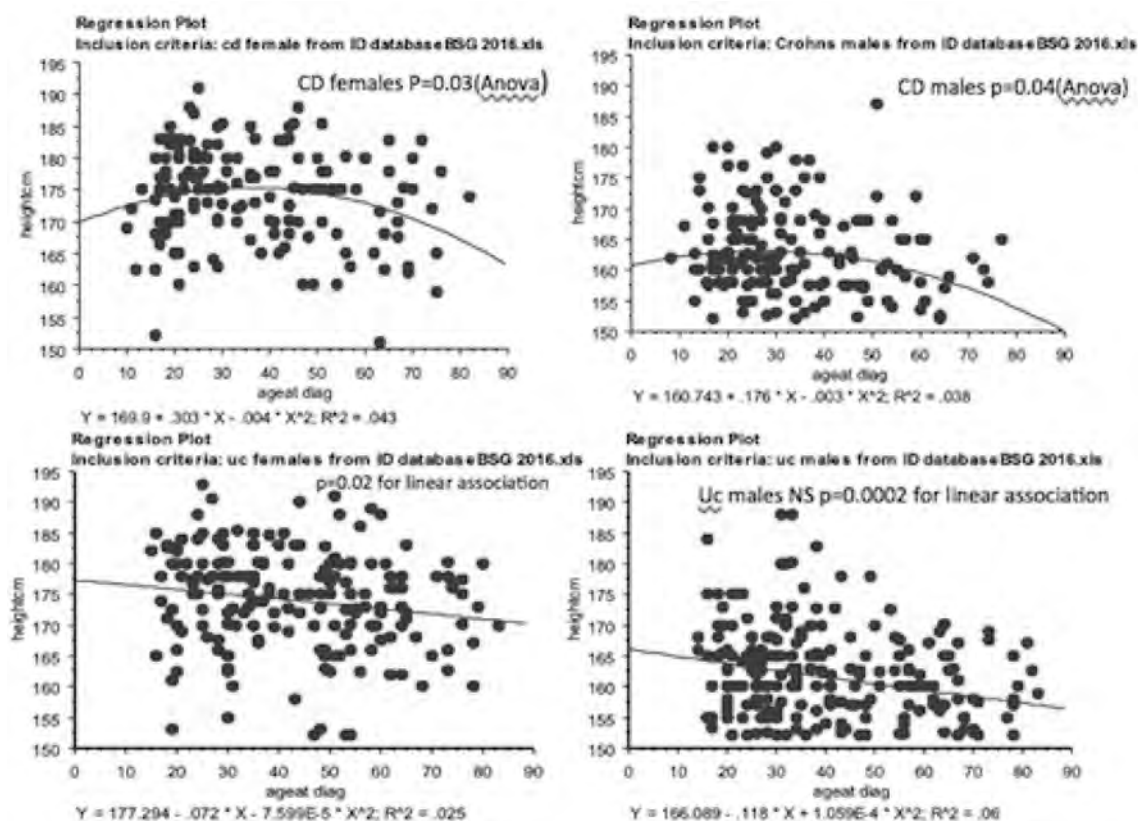 Regression Plot
Inclusion criteria: cd female from ID database BSG 2016.xls
CD females P=0.03(Anova)
195
190
185
180
175
170
165
160
155
150
heightcm
0 10 20 30 40 50 60 70 80 90
ageat diag
Y = 169.9 + .303 * X - .004 * X^2; R^2 = .043
Regression Plot
Inclusion criteria: Crohns males from ID database BSG 2016.xls
CD males p=0.04(Anova)
195
190
185
180
175
170
165
160
155
150
heightcm
0 10 20 30 40 50 60 70 80 90
ageat diag
Y = 160.743 + .176 * X - .003 * X^2; R^2 = .038
Regression Plot
Inclusion criteria: uc females from ID database BSG 2016.xls
p=0.02 for linear association
195
190
185
180
175
170
165
160
155
150
heightcm
0 10 20 30 40 50 60 70 80 90
ageat diag
Y = 177.294 - .072 * X - 7.599E-5 * X^2; R^2 = .025
Regression Plot
Inclusion criteria: uc males from ID database BSG 2016.xls
Uc males NS p=0.0002 for linear association
195
190
185
180
175
170
165
160
155
150
heightcm
0 10 20 30 40 50 60 70 80 90
ageat diag
Y = 166.089 - .118 * X + 1.059E-4 * X^2; R^2 = .06